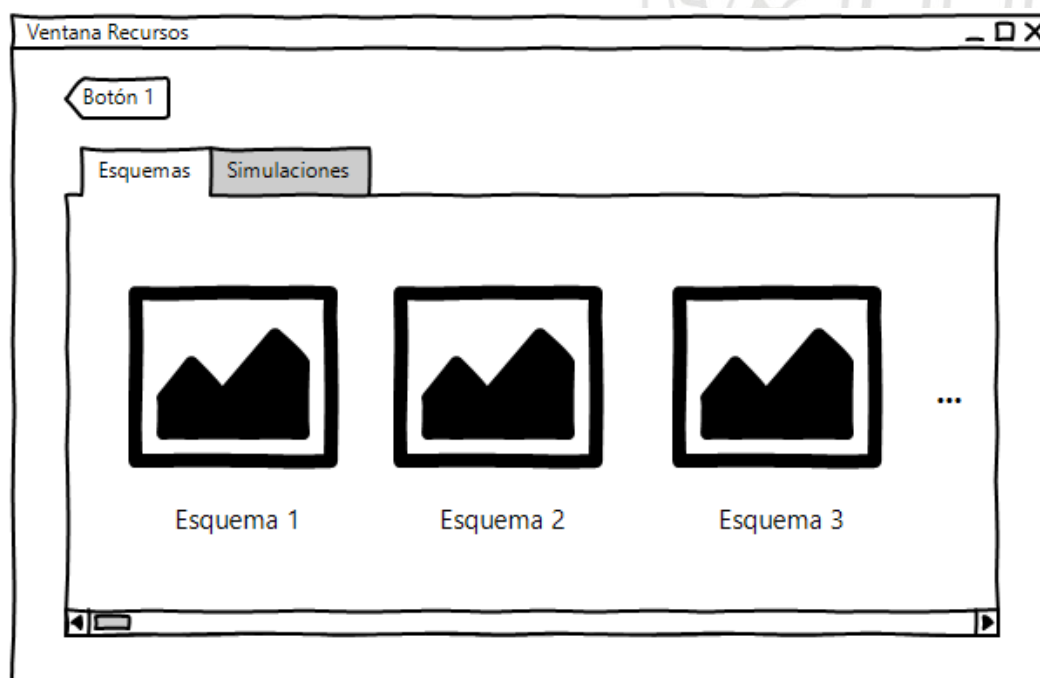 Ventana Recursos
Botón 1
Esquemas Simulaciones
...
Esquema 1 Esquema 2 Esquema 3